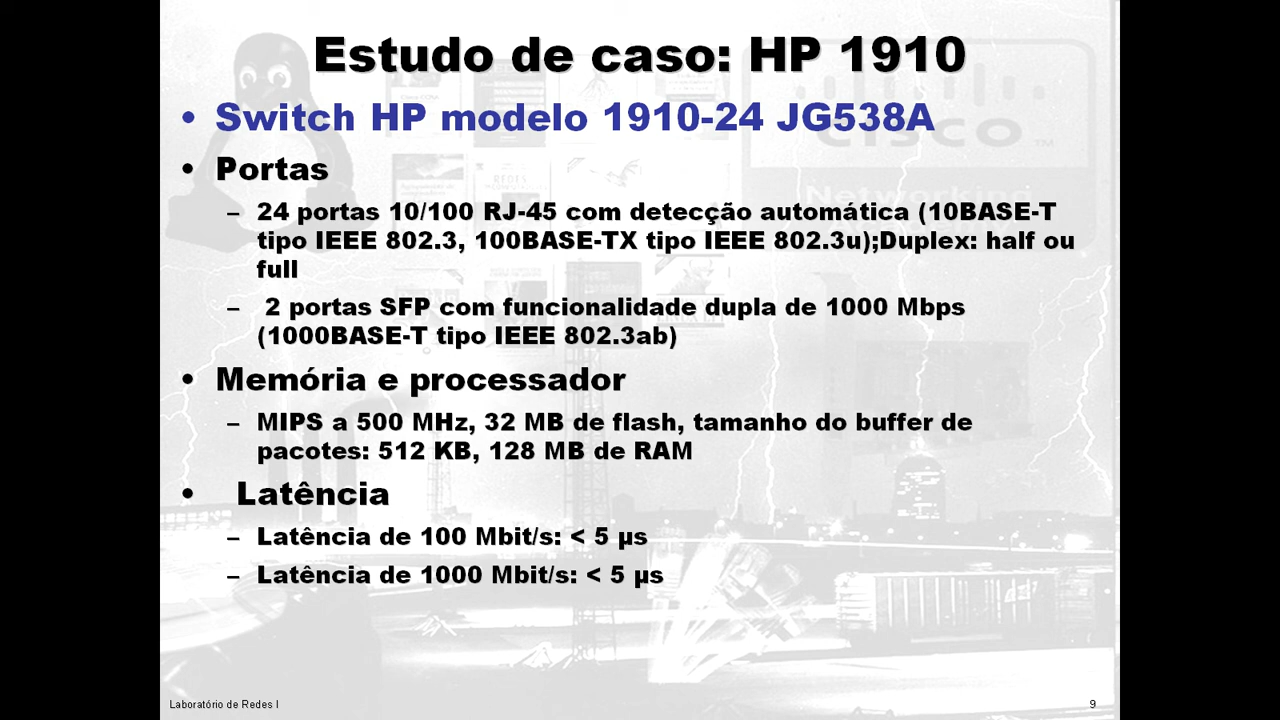 Estudo de caso: HP 1910
• Switch HP modelo 1910-24 JG538A
• Portas
– 24 portas 10/100 RJ-45 com detecção automática (10BASE-T
tipo IEEE 802.3, 100BASE-TX tipo IEEE 802.3u);Duplex: half ou
full
– 2 portas SFP com funcionalidade dupla de 1000 Mbps
(1000BASE-T tipo IEEE 802.3ab)
• Memória e processador
– MIPS a 500 MHz, 32 MB de flash, tamanho do buffer de
pacotes: 512 KB, 128 MB de RAM
• Latência
– Latência de 100 Mbit/s: < 5 µs
– Latência de 1000 Mbit/s: < 5 µs
CISCO
Networking
Laboratório de Redes I
9